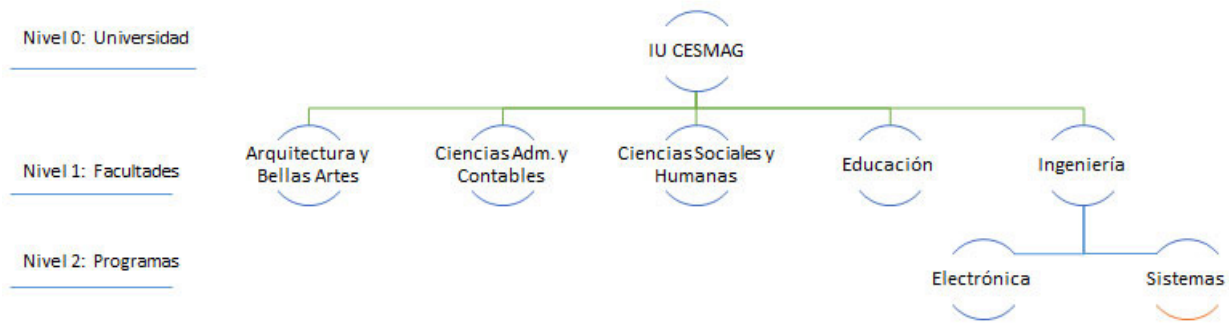 Nivel 0: Universidad
IU CESMAG
Nivel 1: Facultades
Arquitectura y
Bellas Artes
Ciencias Adm. y
Contables
Ciencias Sociales y
Humanas
Educación
Ingeniería
Nivel 2: Programas
Electrónica
Sistemas